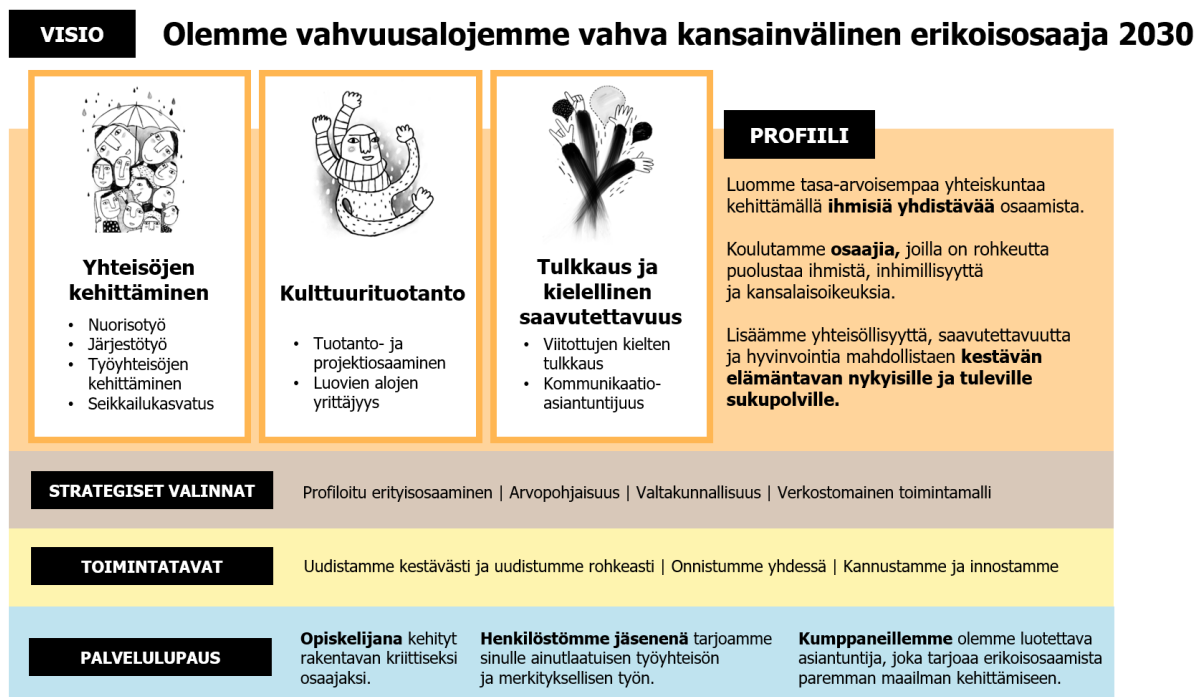 VISIO
Olemme vahvuusalojemme vahva kansainvälinen erikoisosaaja 2030
Yhteisöjen
kehittäminen
• Nuorisotyö
• Järjestötyö
• Työyhteisöjen
kehittäminen
• Seikkailukasvatus
Kulttuurituotanto
• Tuotanto- ja
projektiosaaminen
• Luovien alojen
yrittäjyys
Tulkkaus ja
kielellinen
saavutettavuus
• Viitottujen kielten
tulkkaus
• Kommunikaatio-
asiantuntijuus
PROFIILI
Luomme tasa-arvoisempaa yhteiskuntaa
kehittämällä ihmisiä yhdistävää osaamista.
Koulutamme osaajia, joilla on rohkeutta
puolustaa ihmistä, inhimillisyyttä
ja kansalaisoikeuksia.
Lisäämme yhteisöllisyyttä, saavutettavuutta
ja hyvinvointia mahdollistaen kestävän
elämäntavan nykyisille ja tuleville
sukupolville.
STRATEGISET VALINNAT
Profiloitu erityisosaaminen | Arvopohjaisuus | Valtakunnallisuus | Verkostomainen toimintamalli
TOIMINTATAVAT
Uudistamme kestävästi ja uudistumme rohkeasti | Onnistumme yhdessä | Kannustamme ja innostamme
PALVELULUPAUS
Opiskelijana kehityt
rakentavan kriittiseksi
osaajaksi.
Henkilöstömme jäsenenä tarjoamme
sinulle ainutlaatuisen työyhteisön
ja merkityksellisen työn.
Kumppaneillemme olemme luotettava
asiantuntija, joka tarjoaa erikoisosaamista
paremman maailman kehittämiseen.